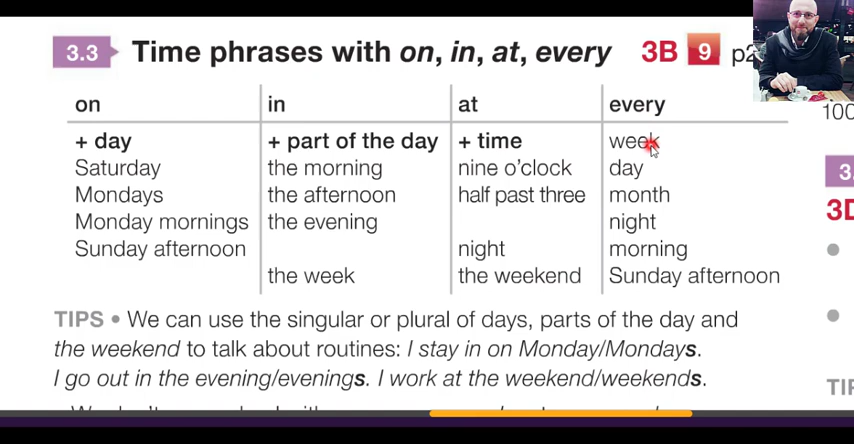 3.3 Time phrases with on, in, at, every 3B 9
on in at every
+ day + part of the day + time week
Saturday the morning nine o'clock day
Mondays the afternoon half past three month
Monday mornings the evening night
Sunday afternoon night morning
the week the weekend Sunday afternoon
TIPS • We can use the singular or plural of days, parts of the day and
the weekend to talk about routines: I stay in on Monday/Mondays.
I go out in the evening/evenings. I work at the weekend/weekends.
100
3.
3D
TIP